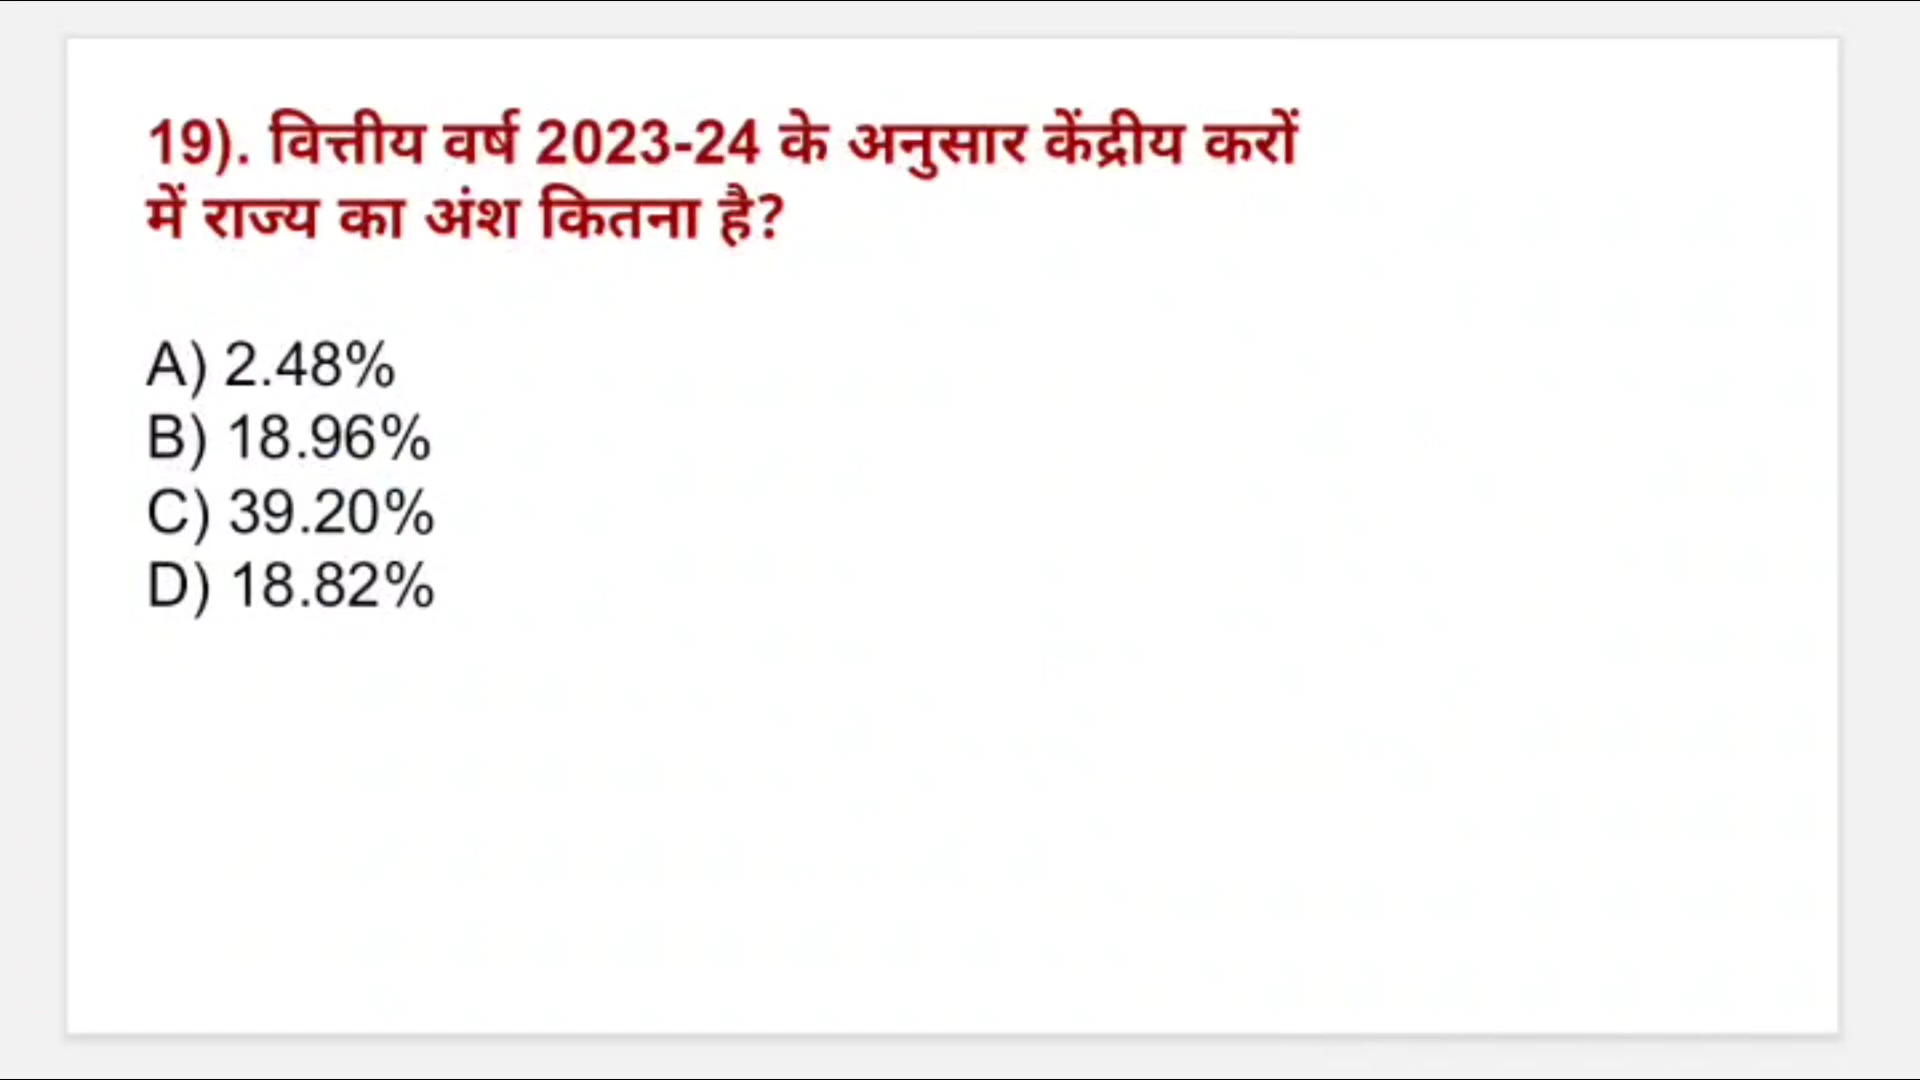 19). वित्तीय वर्ष 2023-24 के अनुसार केंद्रीय करों
में राज्य का अंश कितना है?
A) 2.48%
B) 18.96%
C) 39.20%
D) 18.82%